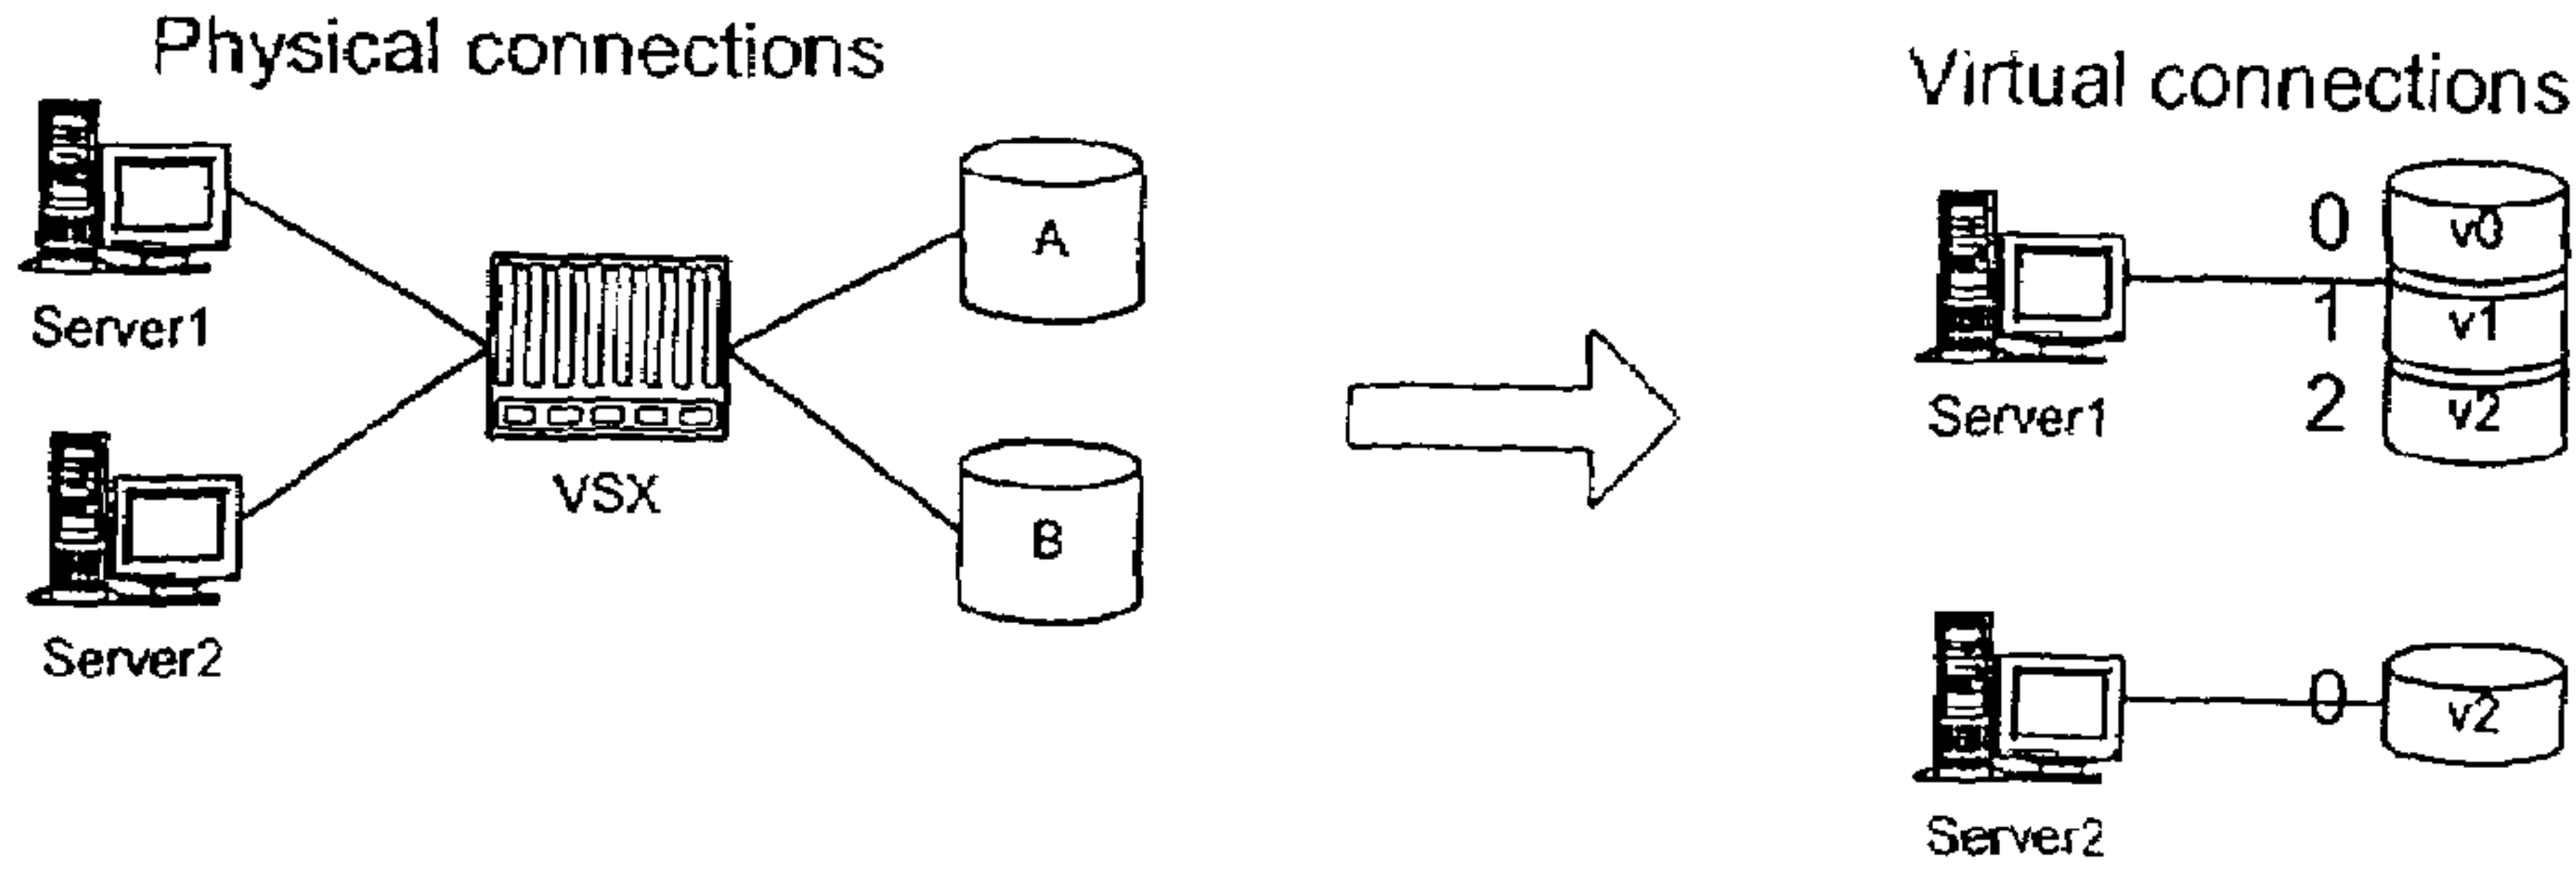 Physical connections
Server1
Server2
VSX
A
B
Virtual connections
Server1
0
v0
1
v1
2
v2
Server2
0
v2